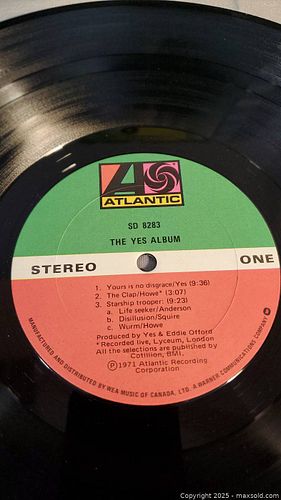 ATLANTIC
SD 8283
THE YES ALBUM
STEREO
ONE
1. Yours is no disgrace/Yes (9:36)
2. The Clap/Howe* (3:07)
3. Starship trooper: (9:23)
a. Life seeker/Anderson
b. Disillusion/Squire
c. Wurm/Howe
Produced by Yes & Eddie Offord
* Recorded live, Lyceum, London
All the selections are published by
Cotillion, BMI.
Ⓟ 1971 Atlantic Recording
Corporation
MANUFACTURED AND DISTRIBUTED BY WEA MUSIC OF CANADA, LTD. A WARNER COMMUNICATIONS COMPANY
Copyright 2025 - maxsold.com